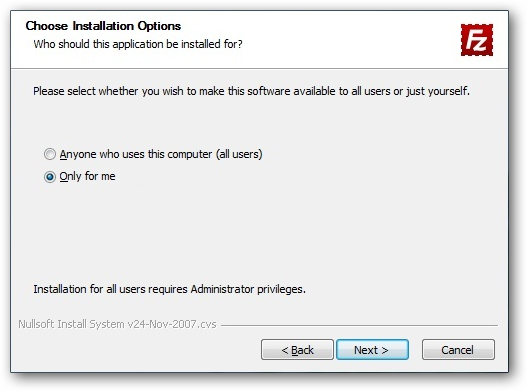 Choose Installation Options
Who should this application be installed for?
FZ
Please select whether you wish to make this software available to all users or just yourself.
Anyone who uses this computer (all users)
Only for me
Installation for all users requires Administrator privileges.
Nullsoft Install System v24-Nov-2007.cvs
< Back
Next >
Cancel